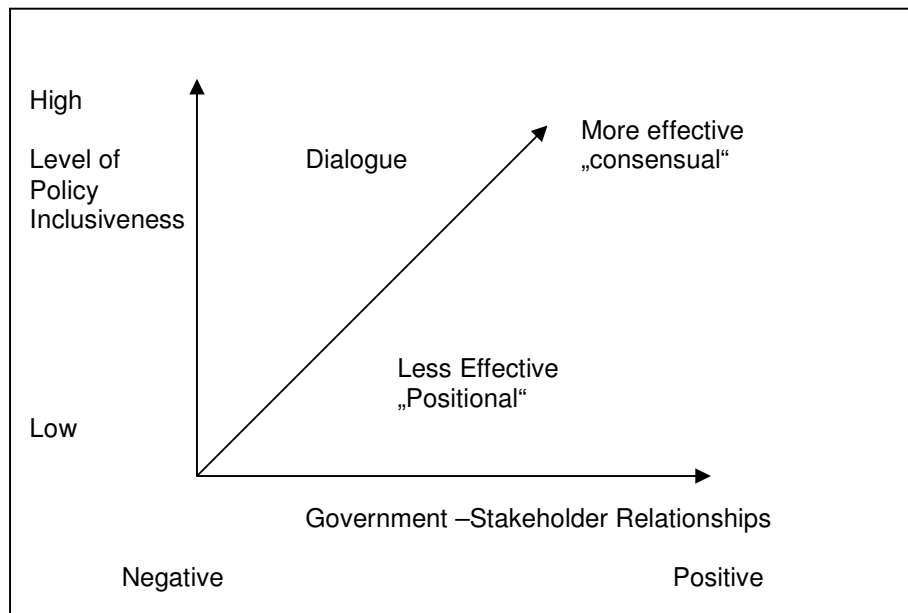 High
Level of
Policy
Inclusiveness
Dialogue
More effective
„consensual“
Less Effective
„Positional“
Low
Government –Stakeholder Relationships
Negative
Positive